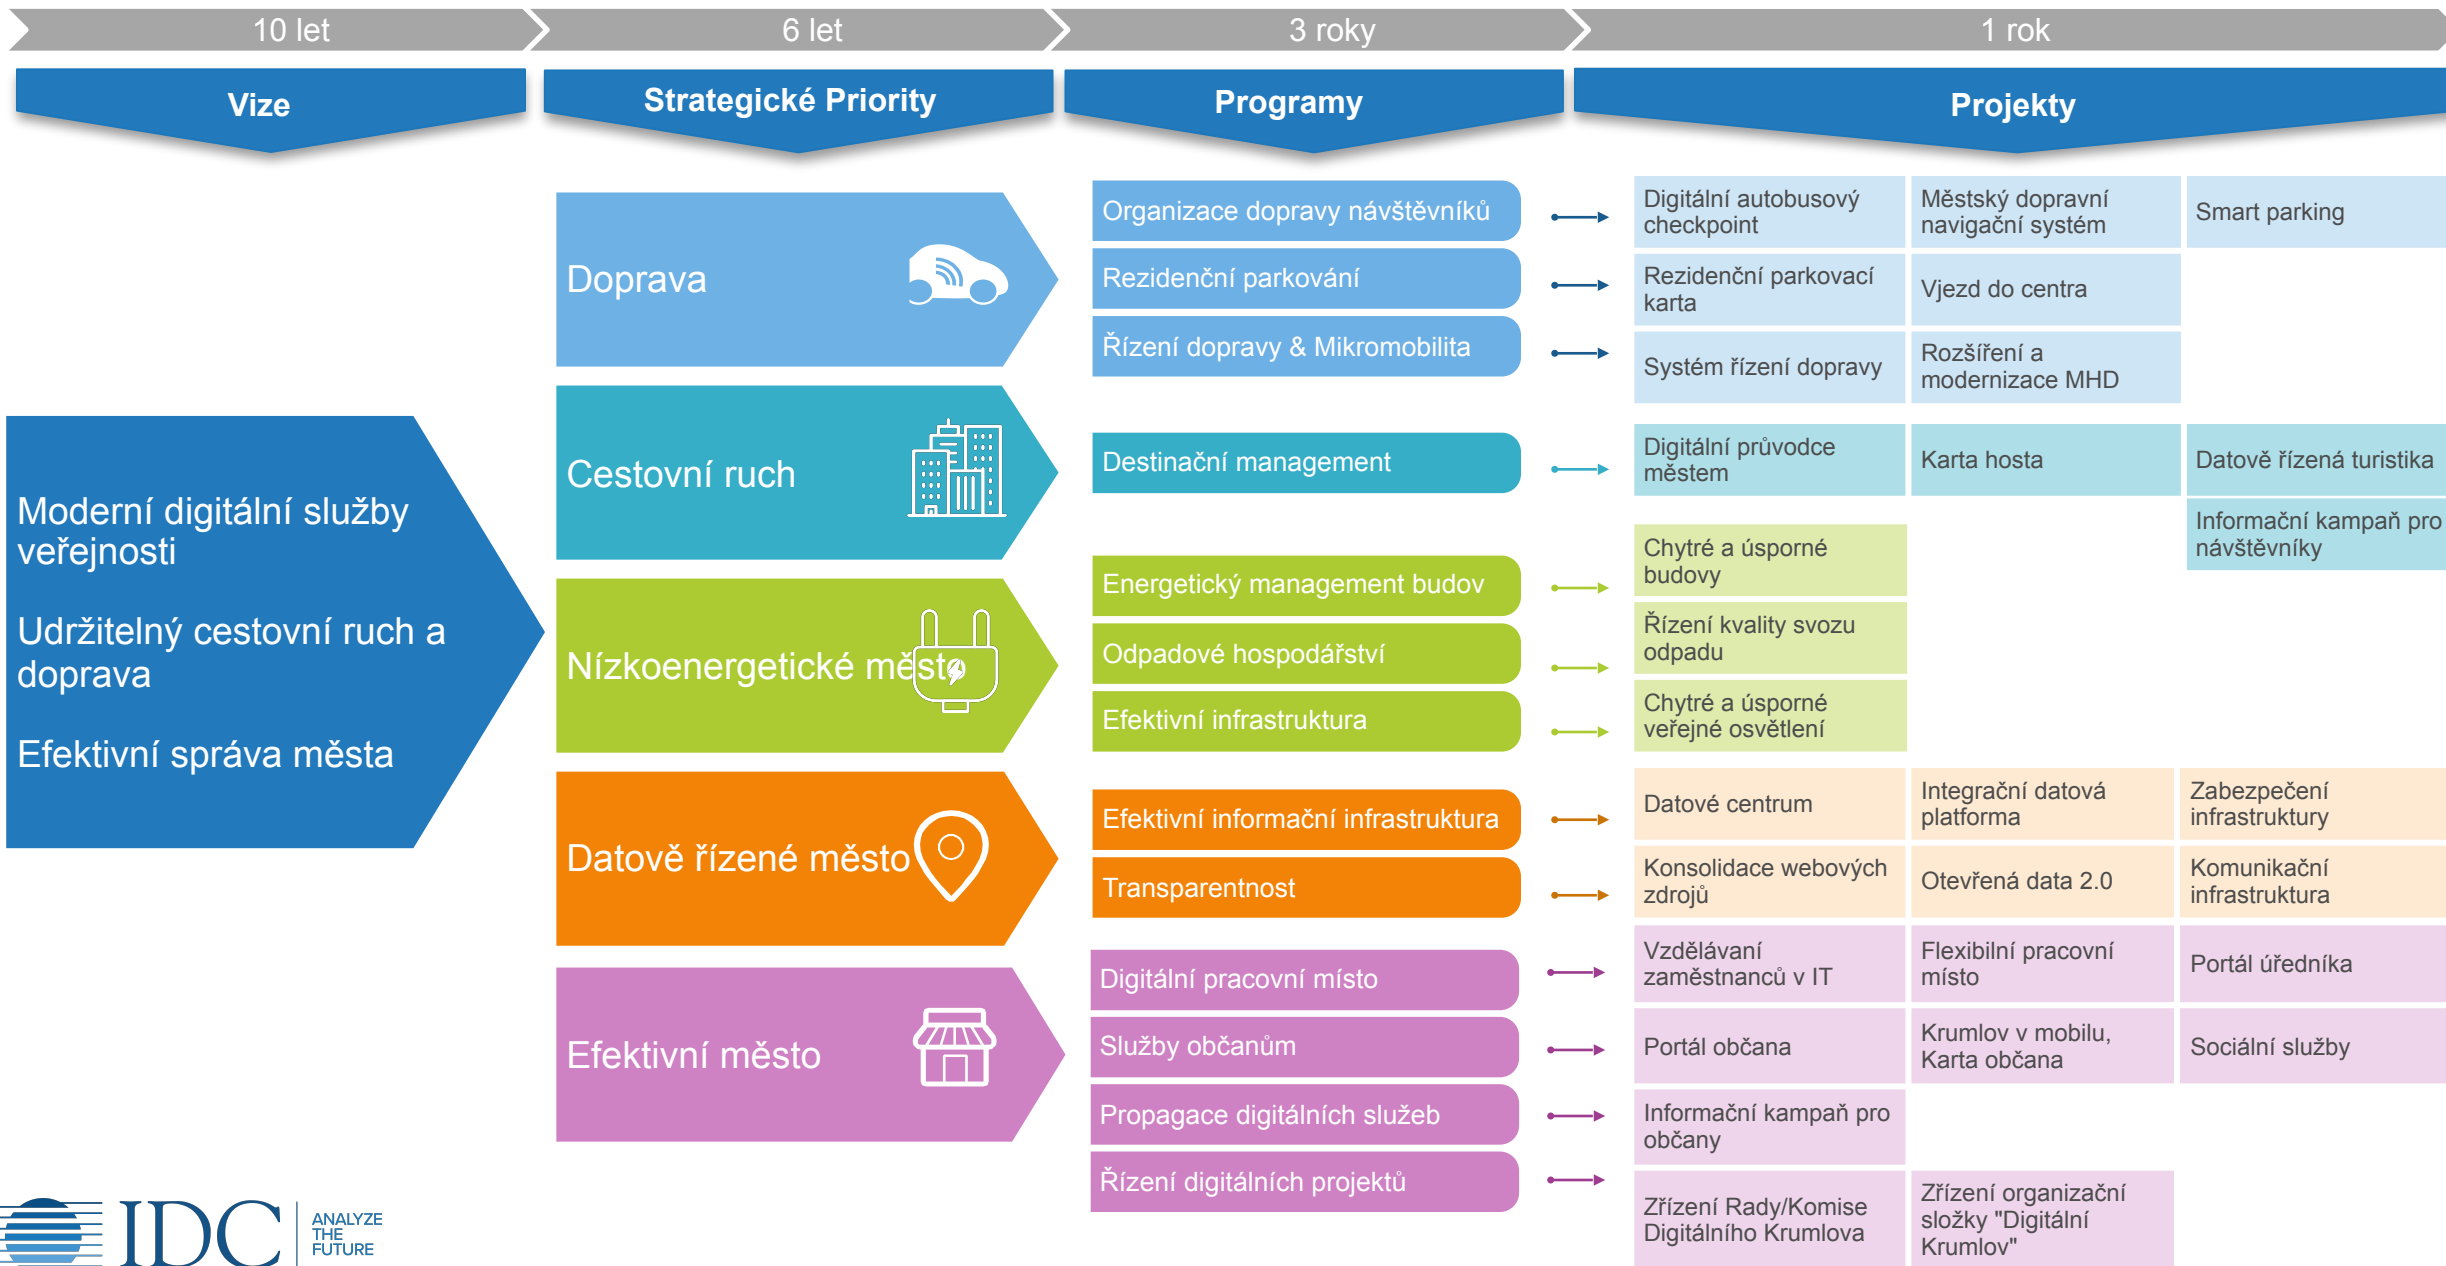 10 let
6 let
3 roky
1 rok
Vize
Strategické Priority
Programy
Projekty
Moderní digitální služby
veřejnosti
Udržitelný cestovní ruch a
doprava
Efektivní správa města
Doprava
Organizace dopravy návštěvníků
Digitální autobusový
checkpoint
Městský dopravní
navigační systém
Smart parking
Rezidenční parkování
Rezidenční parkovací
karta
Vjezd do centra
Řízení dopravy & Mikromobilita
Systém řízení dopravy
Rozšíření a
modernizace MHD
Cestovní ruch
Destinační management
Digitální průvodce
městem
Karta hosta
Datově řízená turistika
Informační kampaň pro
návštěvníky
Nízkoenergetické město
Energetický management budov
Chytré a úsporné
budovy
Odpadové hospodářství
Řízení kvality svozu
odpadu
Efektivní infrastruktura
Chytré a úsporné
veřejné osvětlení
Datově řízené město
Efektivní informační infrastruktura
Datové centrum
Integrační datová
platforma
Zabezpečení
infrastruktury
Transparentnost
Konsolidace webových
zdrojů
Otevřená data 2.0
Komunikační
infrastruktura
Efektivní město
Digitální pracovní místo
Vzdělávaní
zaměstnanců v IT
Flexibilní pracovní
místo
Portál úředníka
Služby občanům
Portál občana
Krumlov v mobilu,
Karta občana
Sociální služby
Propagace digitálních služeb
Informační kampaň pro
občany
Řízení digitálních projektů
Zřízení Rady/Komise
Digitálního Krumlova
Zřízení organizační
složky "Digitální
Krumlov"
IDC
ANALYZE
THE
FUTURE